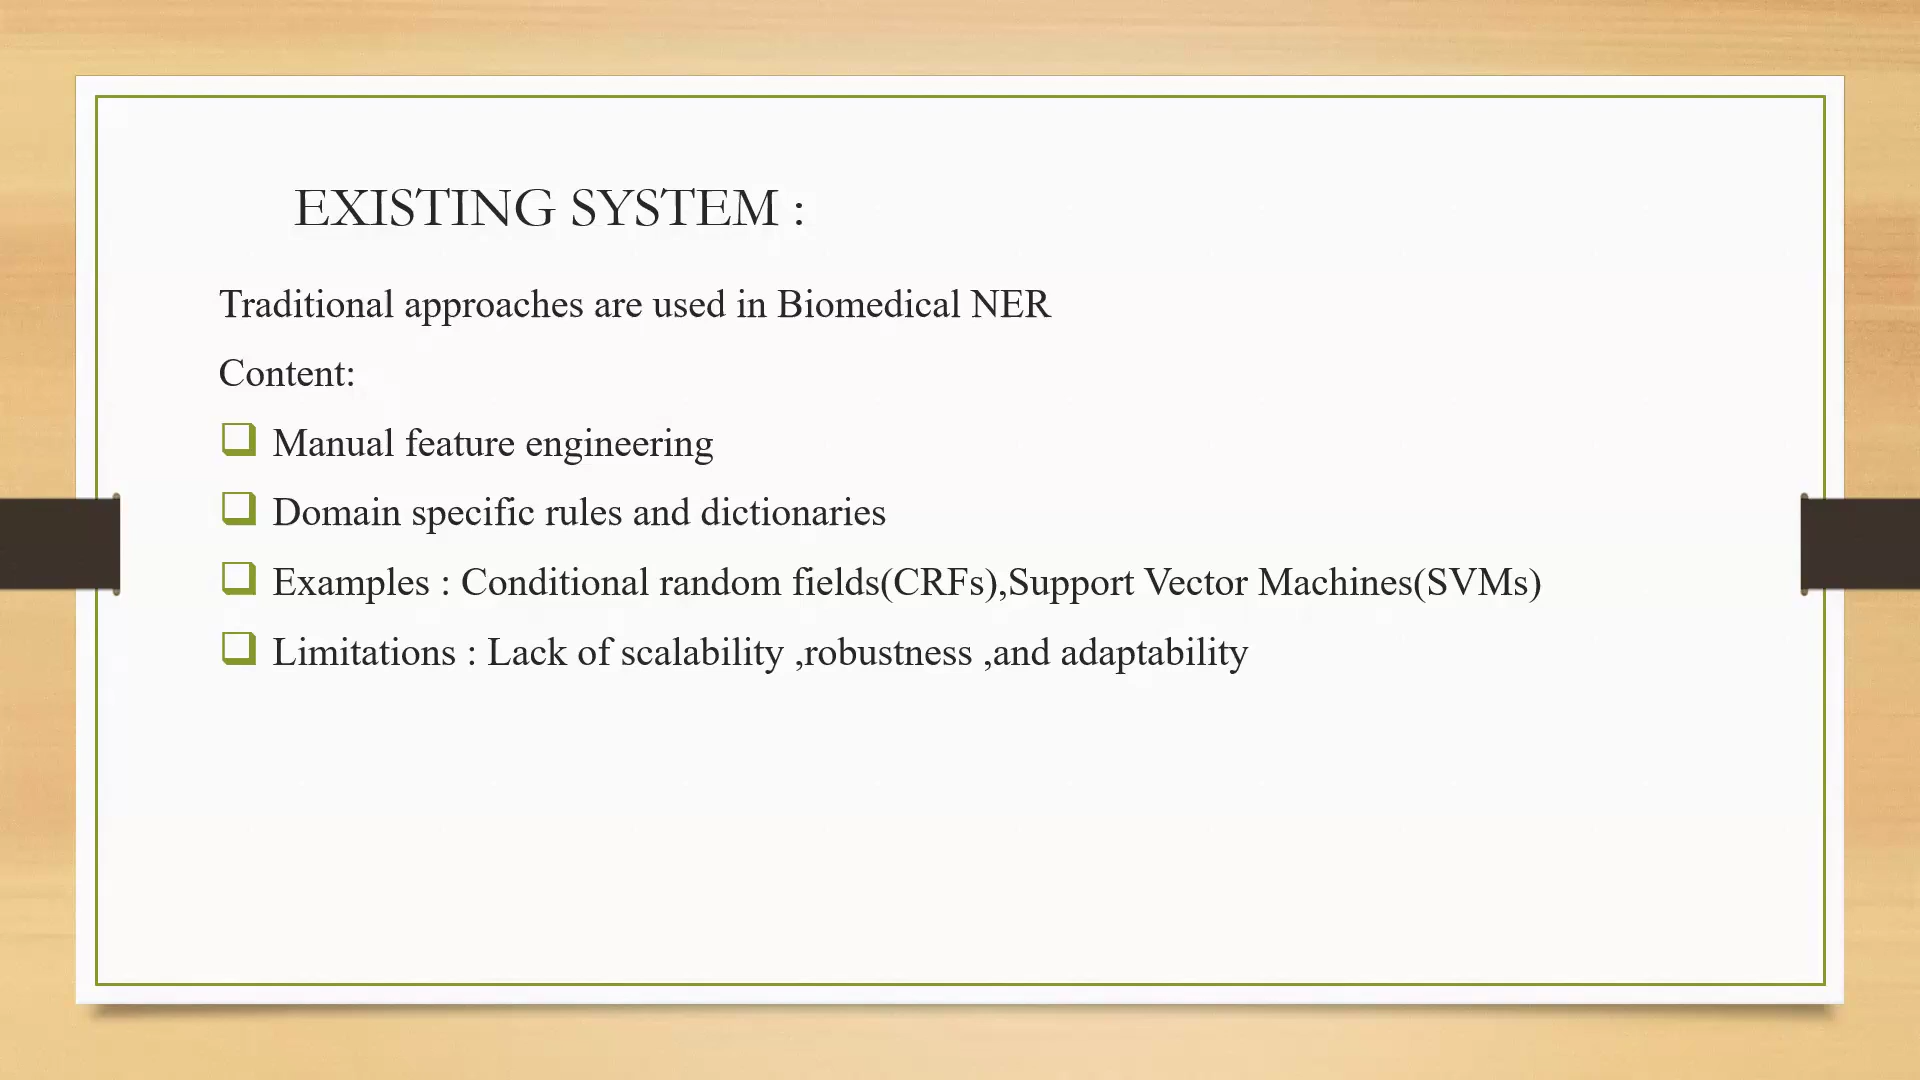 EXISTING SYSTEM :
Traditional approaches are used in Biomedical NER
Content:
Manual feature engineering
Domain specific rules and dictionaries
Examples : Conditional random fields(CRFs),Support Vector Machines(SVMs)
Limitations : Lack of scalability ,robustness ,and adaptability